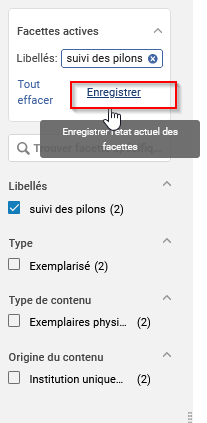 Facettes actives
Libellés: suivi des pilons
Tout effacer
Enregistrer
Enregistrer l'état actuel des
facettes
Libellés
suivi des pilons (2)
Type
Exemplarisé (2)
Type de contenu
Exemplaires physi... (2)
Origine du contenu
Institution unique... (2)